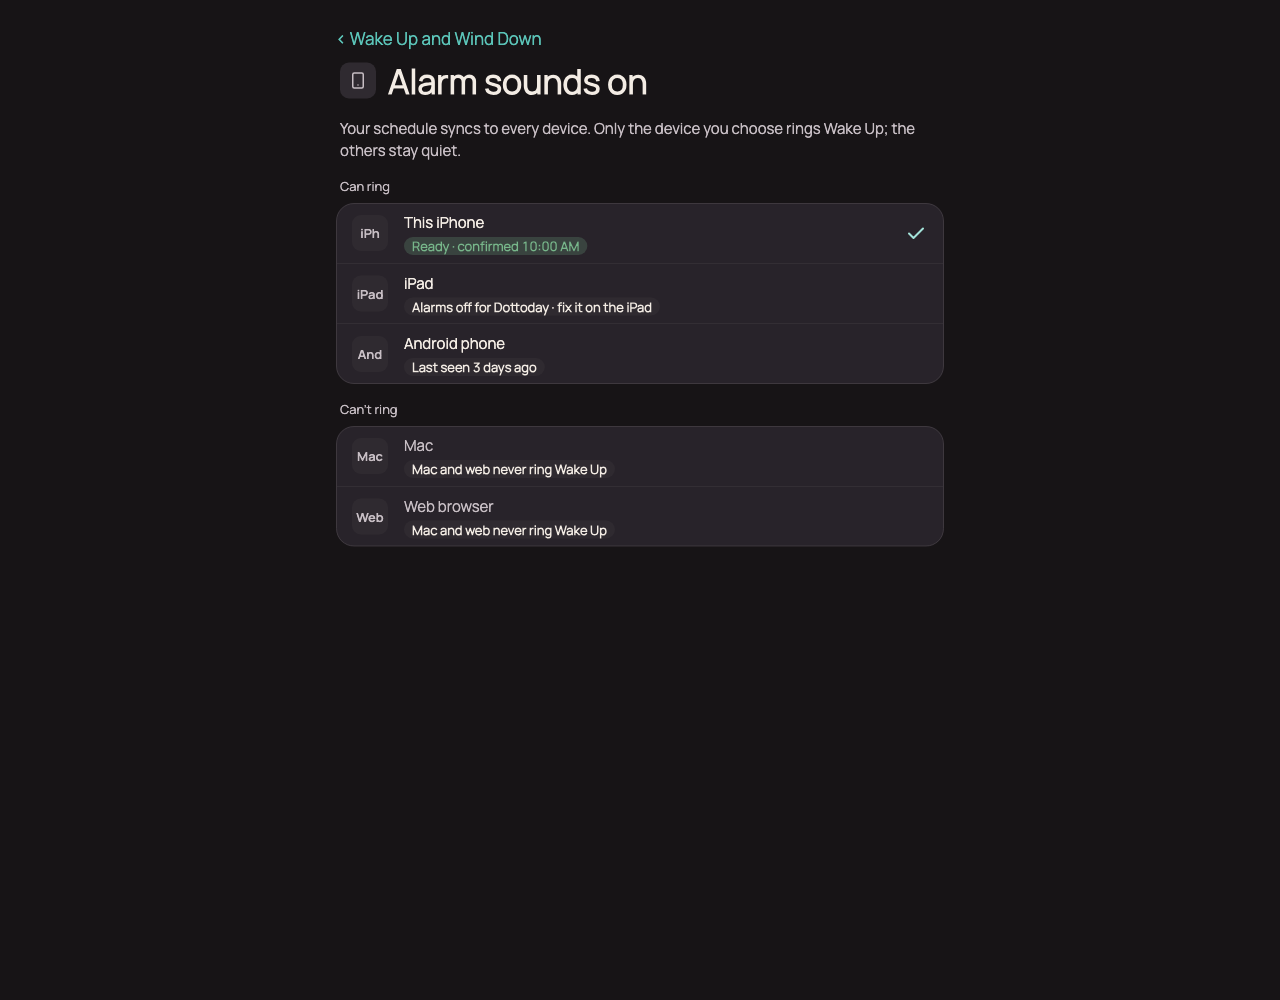 ‹ Wake Up and Wind Down
Alarm sounds on
Your schedule syncs to every device. Only the device you choose rings Wake Up; the
others stay quiet.
Can ring
iPh
This iPhone
Ready · confirmed 10:00 AM
iPad
iPad
Alarms off for Dottoday · fix it on the iPad
And
Android phone
Last seen 3 days ago
Can't ring
Mac
Mac
Mac and web never ring Wake Up
Web
Web browser
Mac and web never ring Wake Up